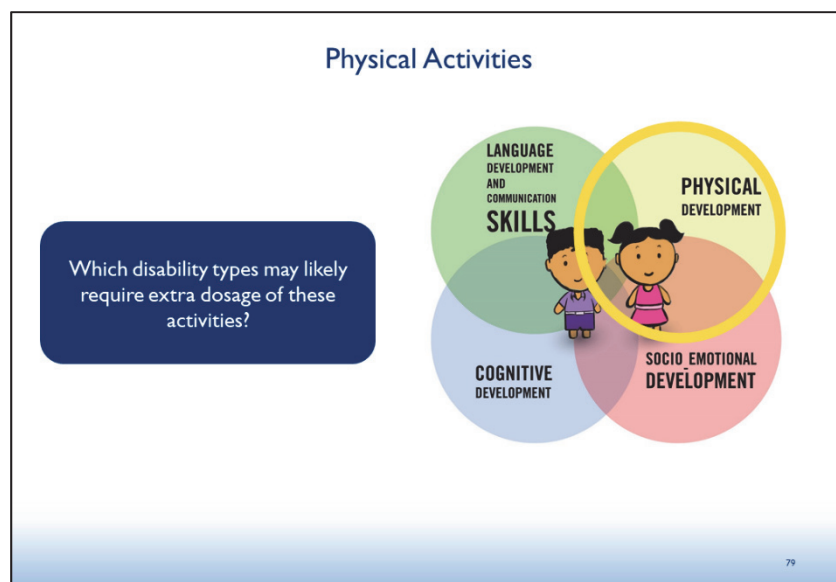 Physical Activities
Which disability types may likely
require extra dosage of these
activities?
LANGUAGE
DEVELOPMENT
AND
COMMUNICATION
SKILLS
PHYSICAL
DEVELOPMENT
COGNITIVE
DEVELOPMENT
SOCIO_EMOTIONAL
DEVELOPMENT
79